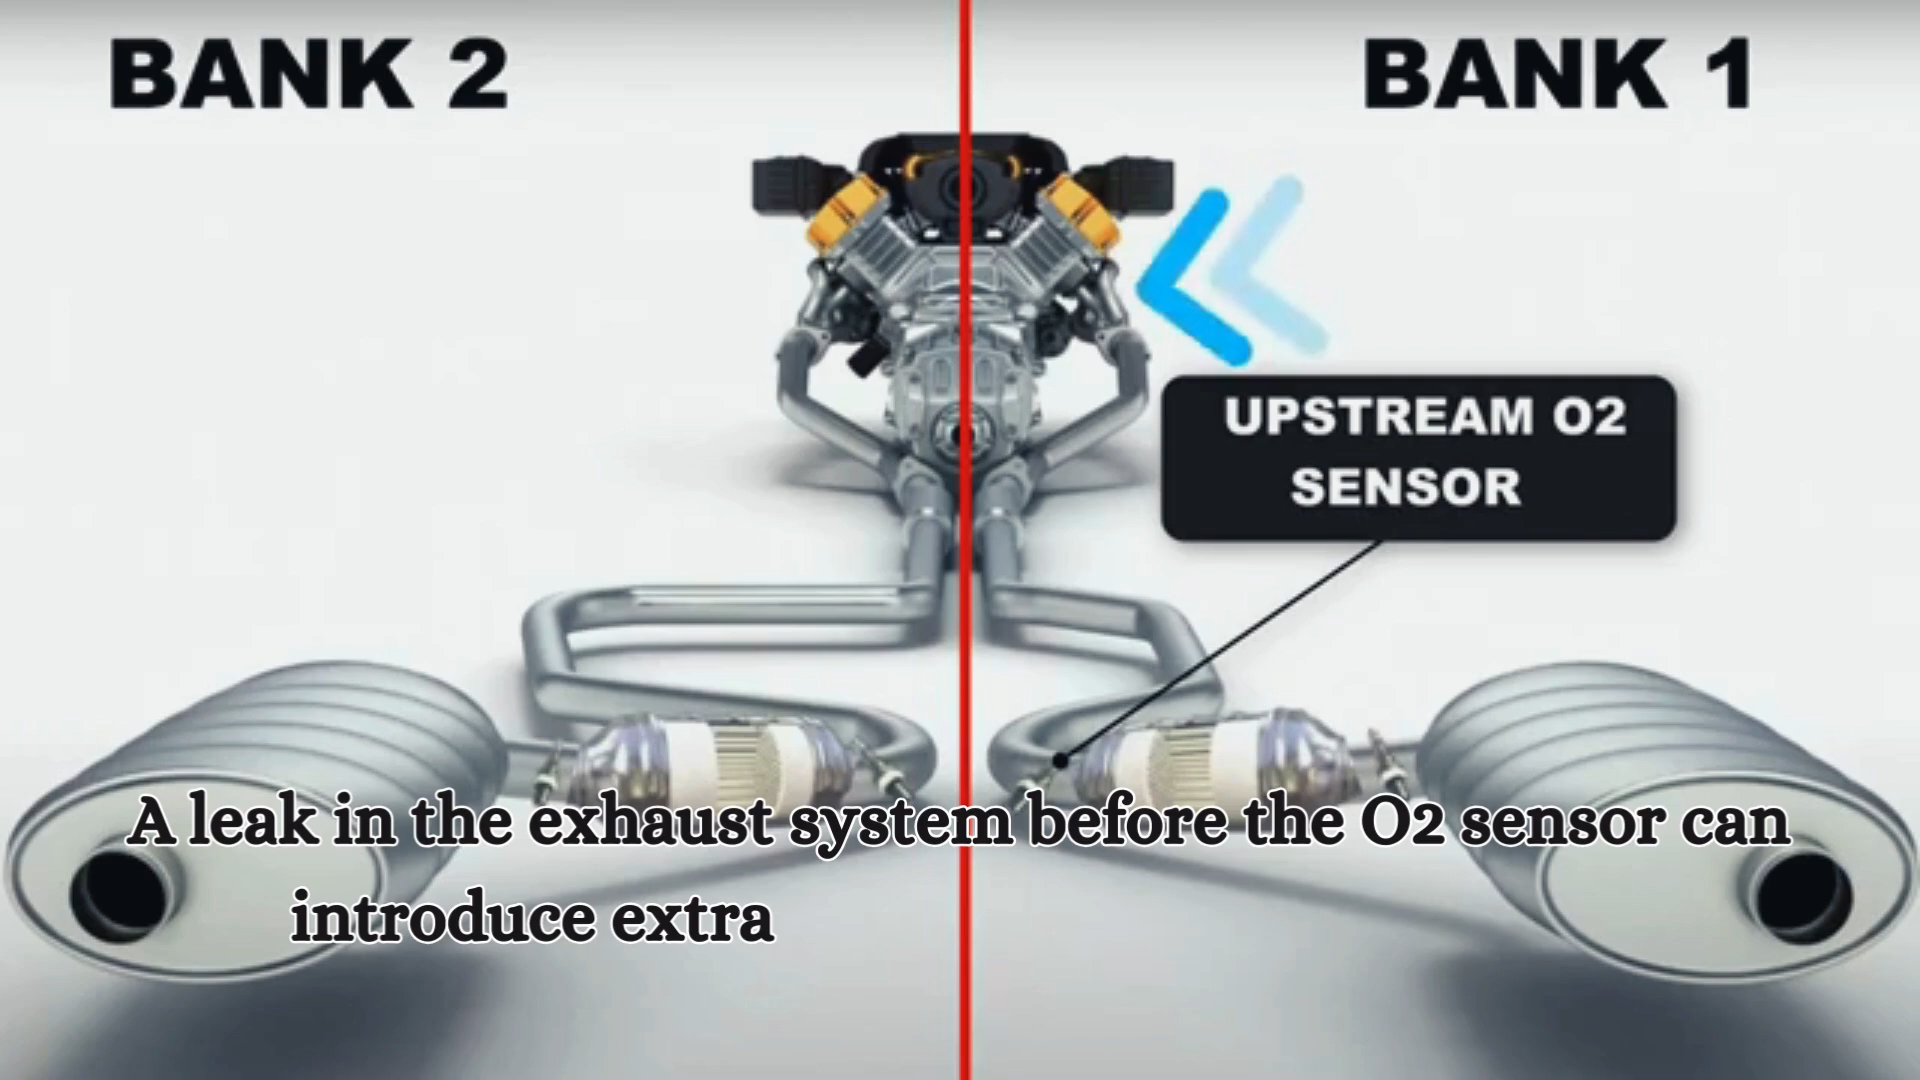 BANK 2
BANK 1
UPSTREAM O2
SENSOR
A leak in the exhaust system before the O2 sensor can
introduce extra